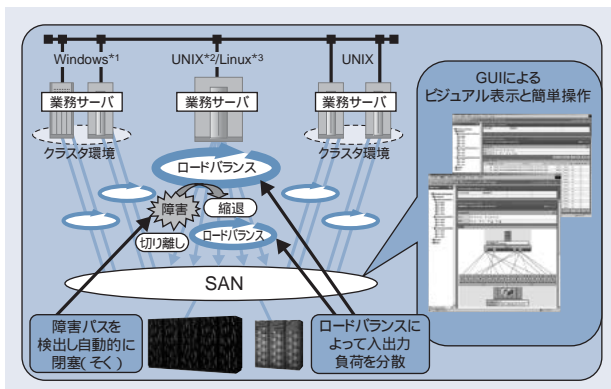 Windows*1
UNIX*2/Linux*3
UNIX
業務サーバ
業務サーバ
業務サーバ
クラスタ環境
クラスタ環境
GUIによる
ビジュアル表示と簡単操作
ロードバランス
障害
縮退
切り離し
ロードバランス
SAN
障害パスを
検出し自動的に
閉塞(そく)
ロードバランスに
よって入出力
負荷を分散